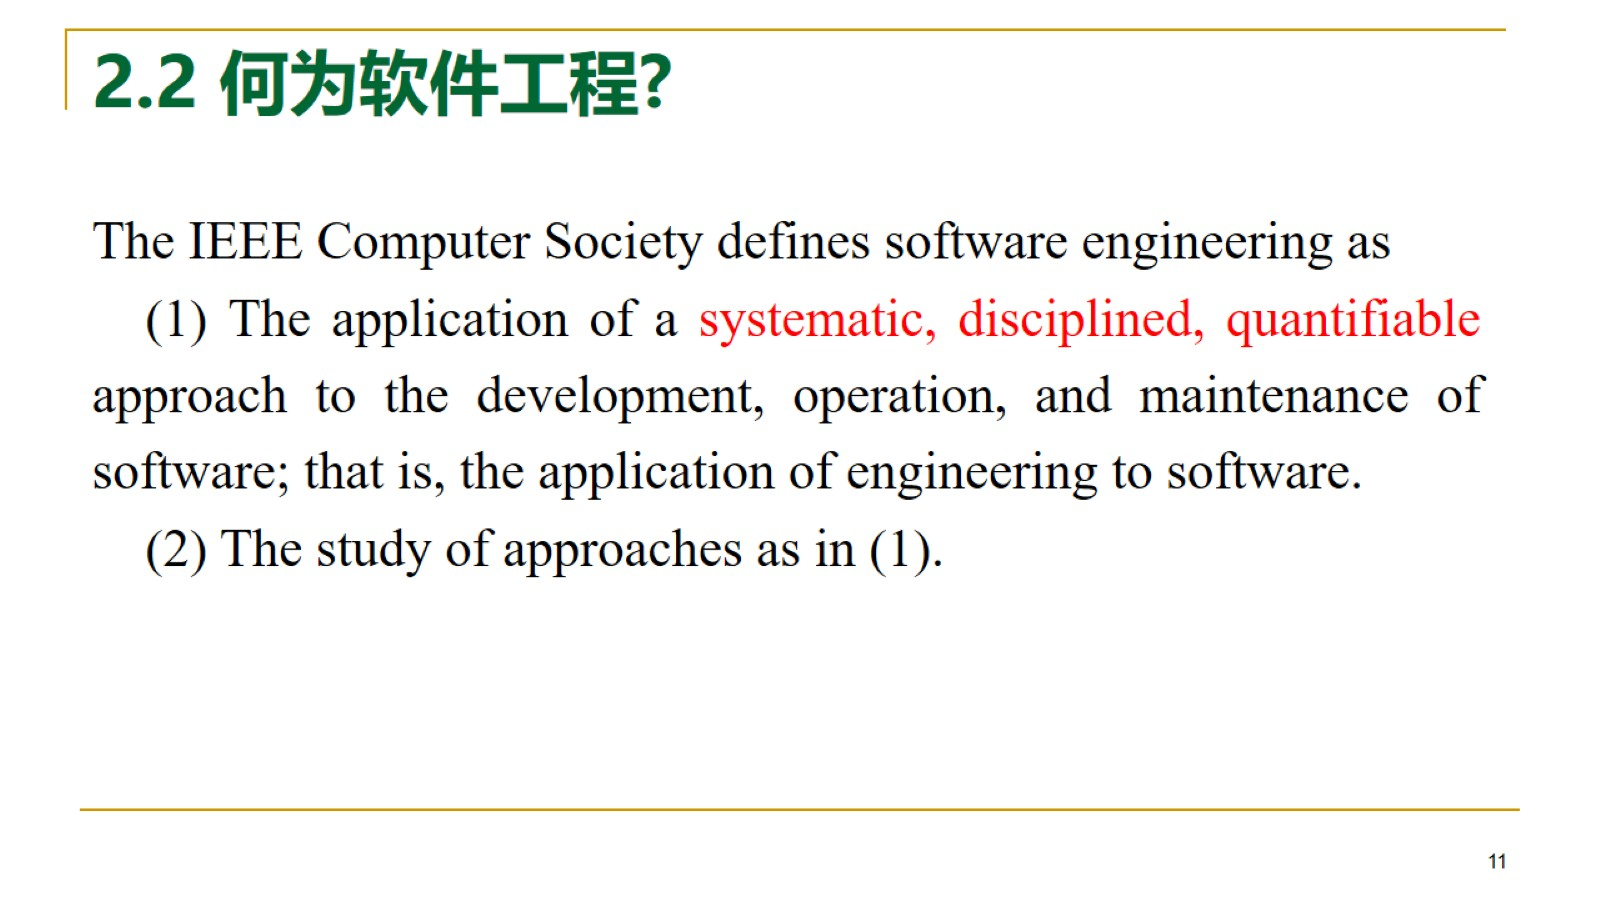 2.2 何为软件工程?
The IEEE Computer Society defines software engineering as
(1) The application of a systematic, disciplined, quantifiable
approach to the development, operation, and maintenance of
software; that is, the application of engineering to software.
(2) The study of approaches as in (1).
11